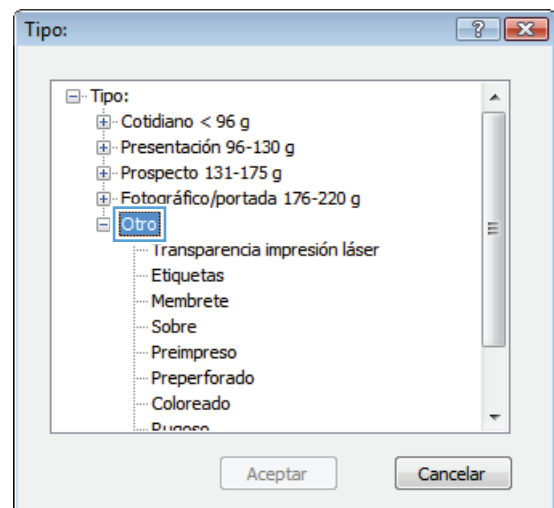 Tipo:
Tipo:
Cotidiano < 96 g
Presentación 96-130 g
Prospecto 131-175 g
Fotográfico/portada 176-220 g
Otro
Transparencia impresión láser
Etiquetas
Membrete
Sobre
Preimpreso
Preperforado
Coloreado
Rugoso
Aceptar Cancelar